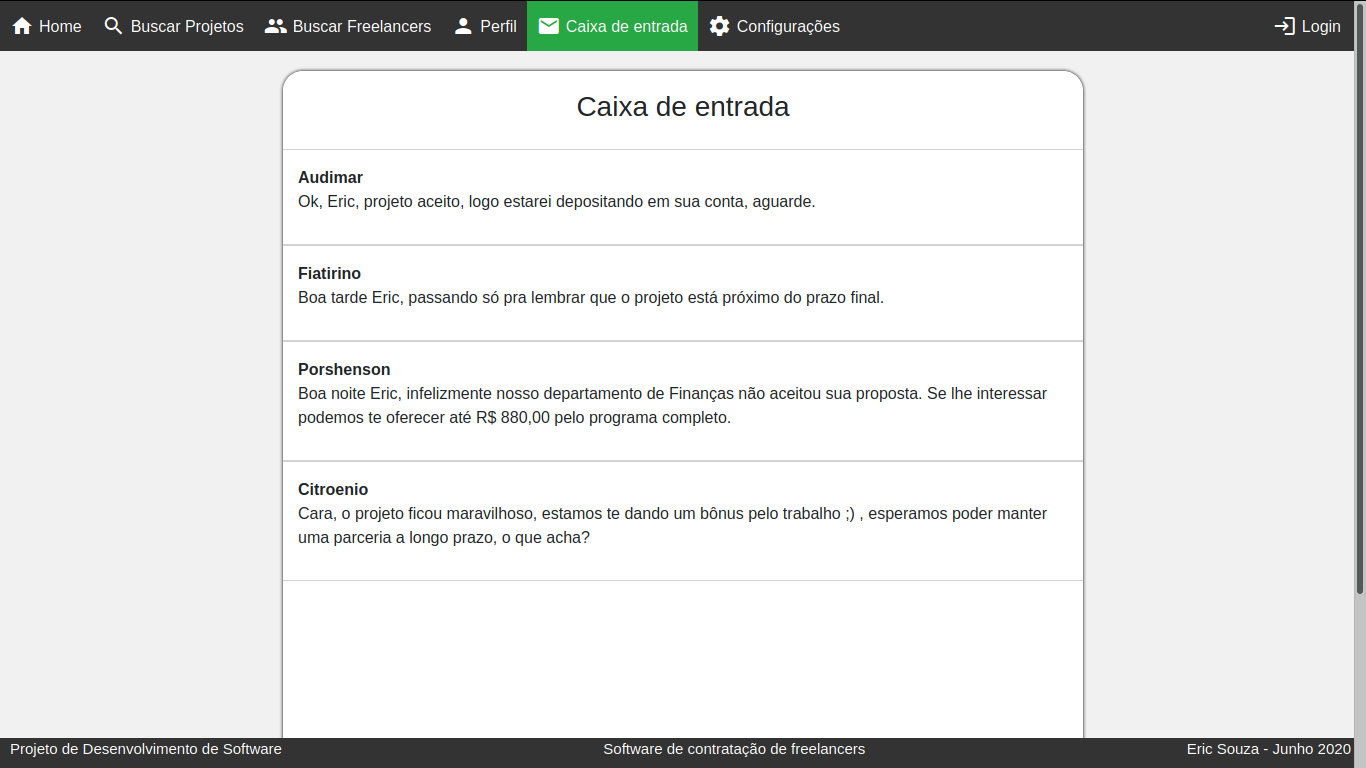 Home Buscar Projetos Buscar Freelancers Perfil Caixa de entrada Configurações Login
Caixa de entrada
Audimar
Ok, Eric, projeto aceito, logo estarei depositando em sua conta, aguarde.
Fiatirino
Boa tarde Eric, passando só pra lembrar que o projeto está próximo do prazo final.
Porshenson
Boa noite Eric, infelizmente nosso departamento de Finanças não aceitou sua proposta. Se lhe interessar
podemos te oferecer até R$ 880,00 pelo programa completo.
Citroenio
Cara, o projeto ficou maravilhoso, estamos te dando um bônus pelo trabalho ;) , esperamos poder manter
uma parceria a longo prazo, o que acha?
Projeto de Desenvolvimento de Software Software de contratação de freelancers Eric Souza - Junho 2020